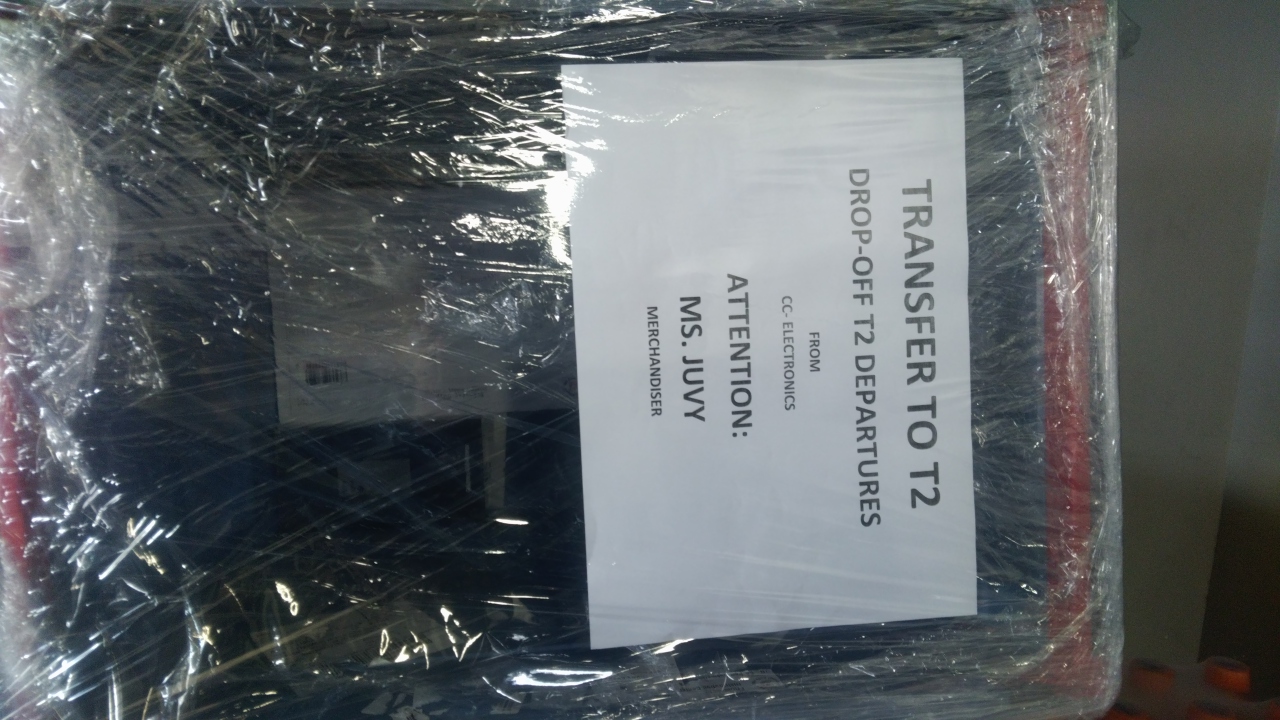 TRANSFER TO T2
DROP-OFF T2 DEPARTURES
FROM
CC- ELECTRONICS
ATTENTION:
MS. JUVY
MERCHANDISER